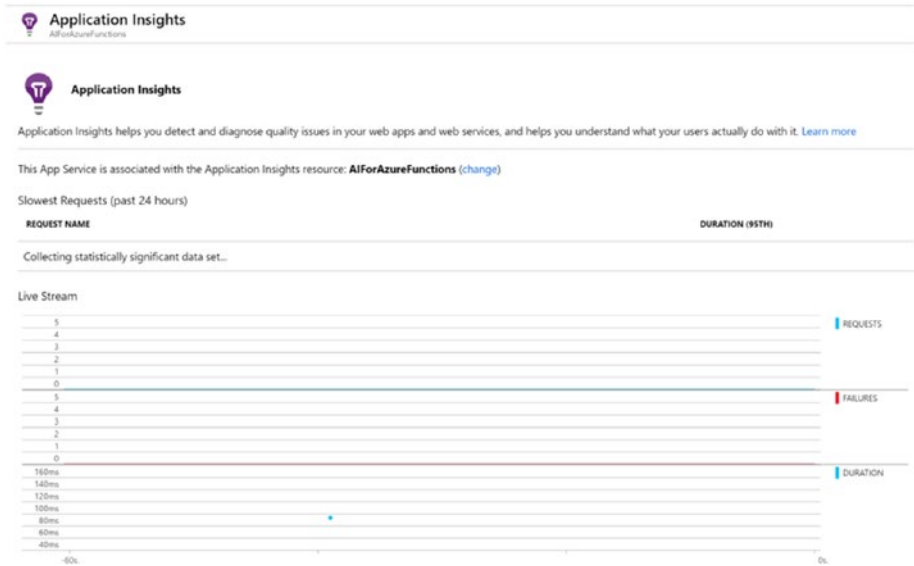 Application Insights
AIForAzureFunctions
Application Insights
Application Insights helps you detect and diagnose quality issues in your web apps and web services, and helps you understand what your users actually do with it. Learn more
This App Service is associated with the Application Insights resource: AIForAzureFunctions (change)
Slowest Requests (past 24 hours)
REQUEST NAME DURATION (95TH)
Collecting statistically significant data set...
Live Stream
5 REQUESTS
4
3
2
1
0
5 FAILURES
4
3
2
1
0
160ms DURATION
140ms
120ms
100ms
80ms
60ms
40ms
-60s. 0s.